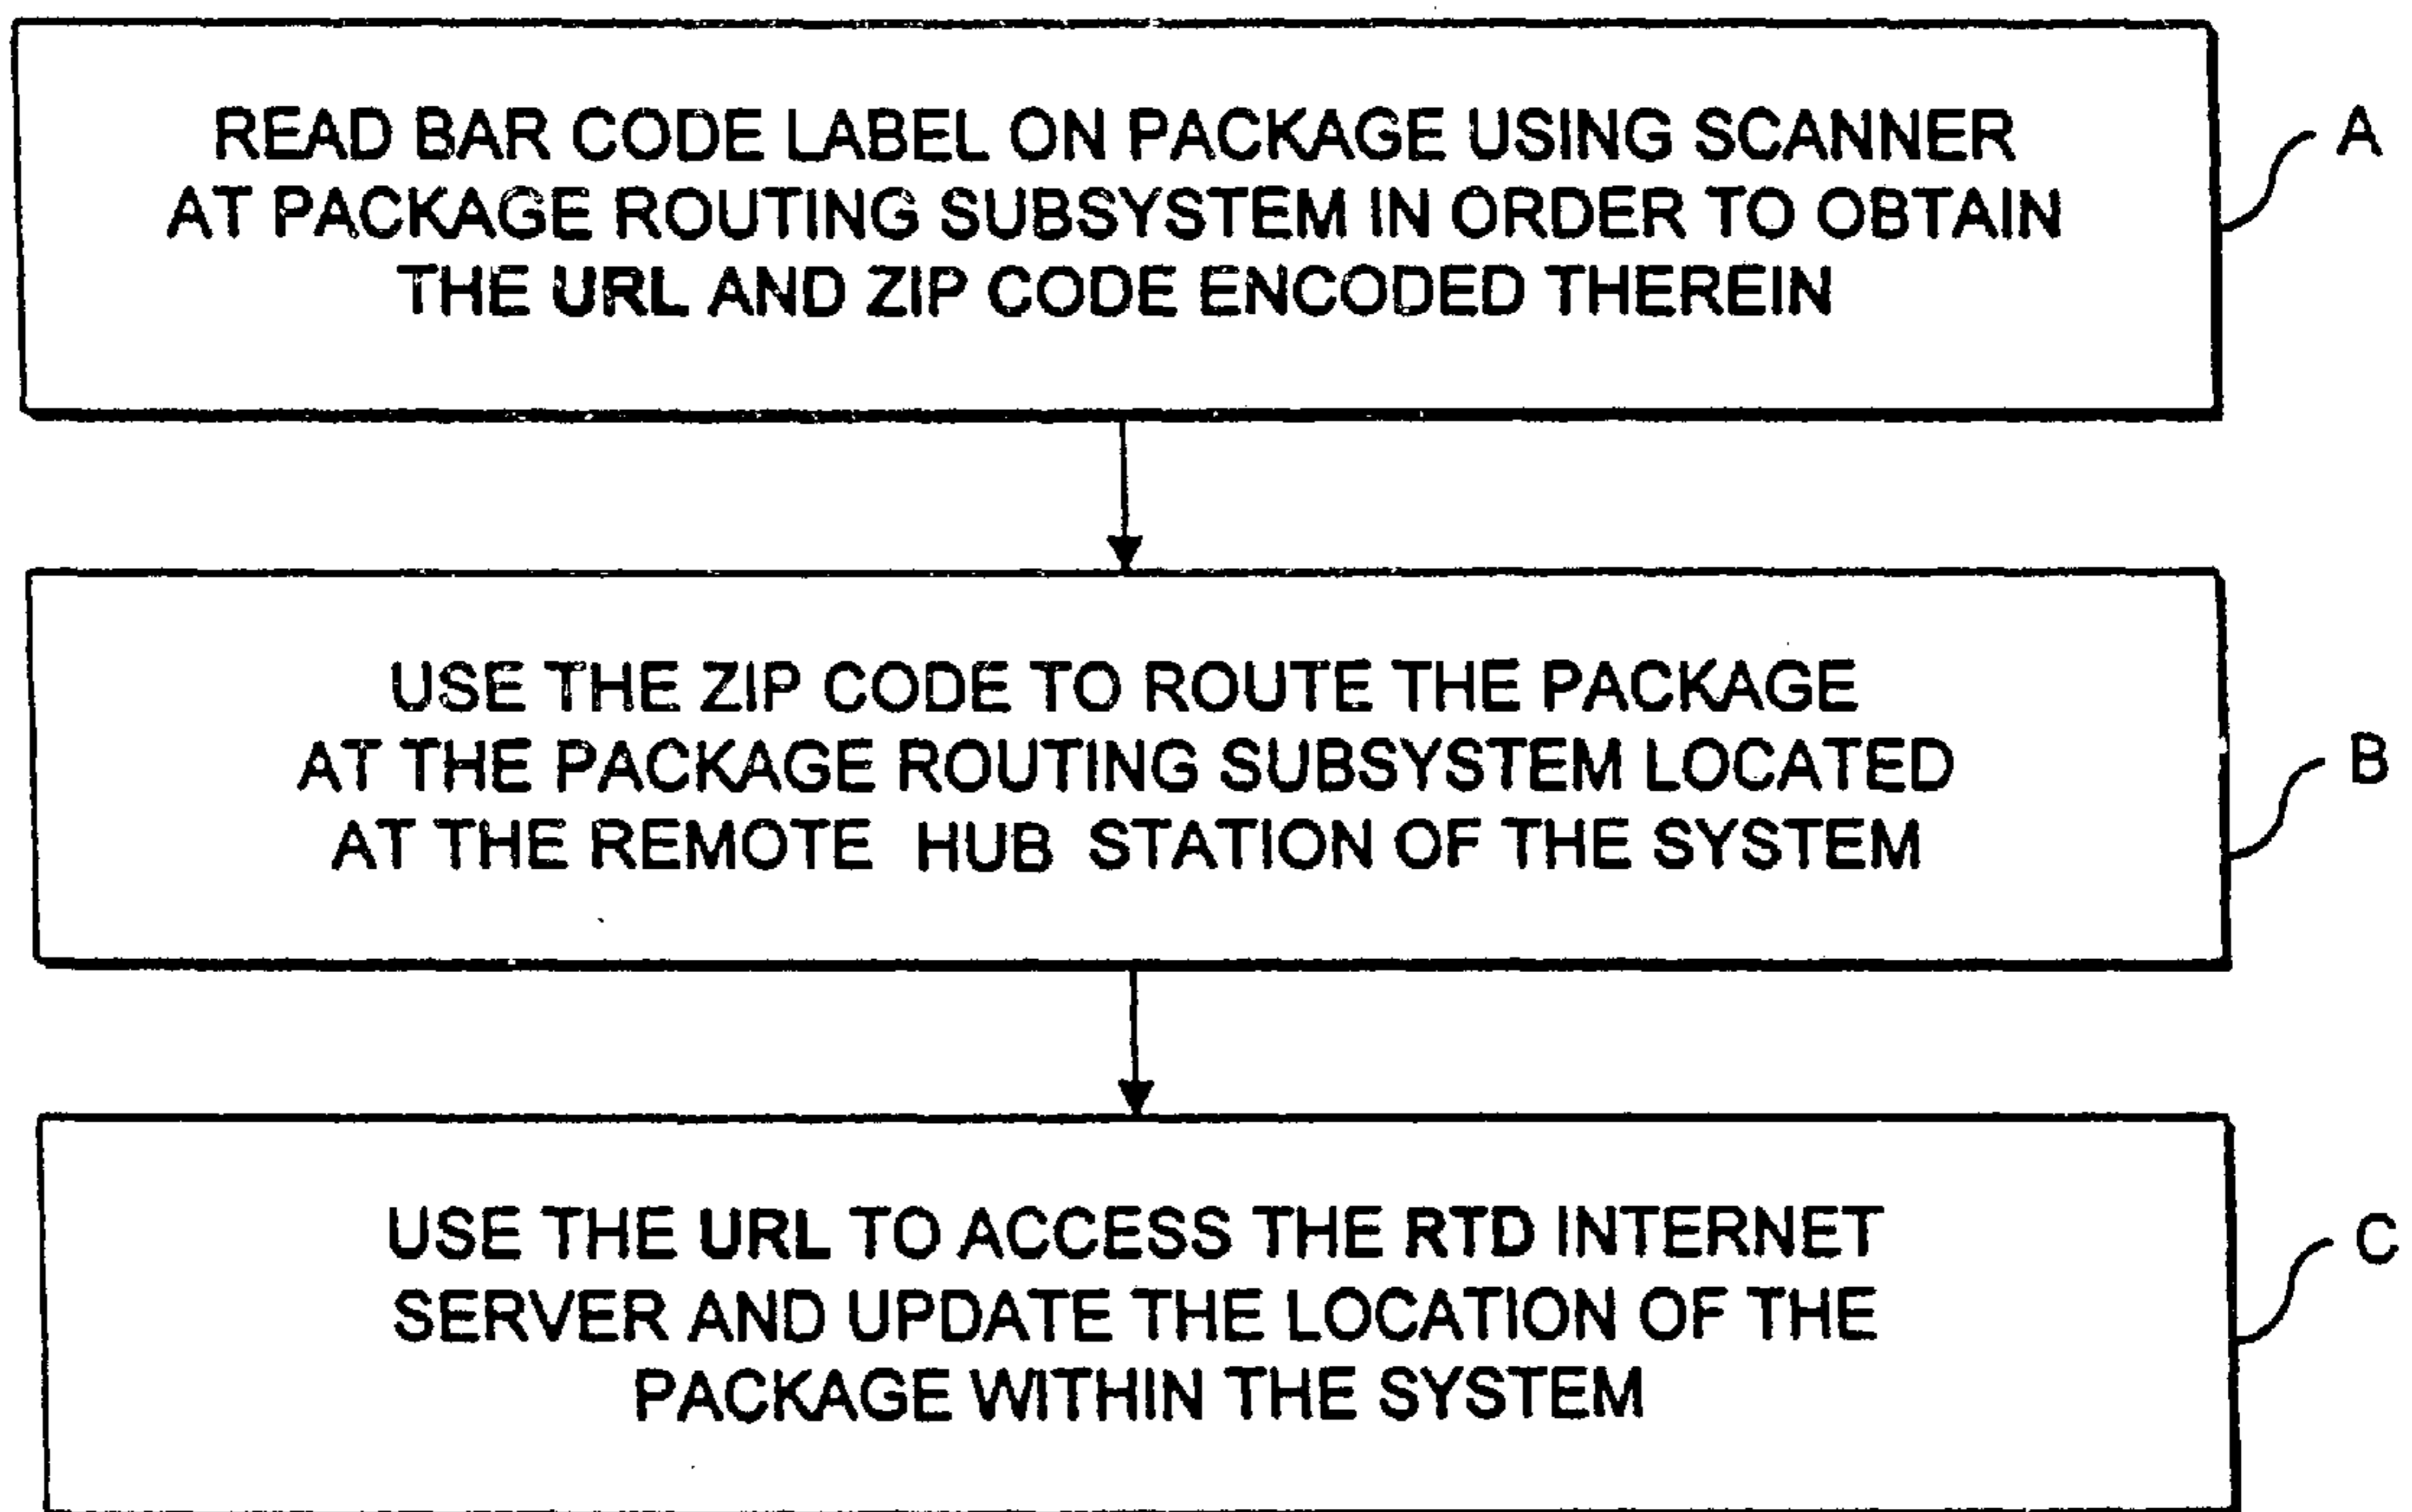 READ BAR CODE LABEL ON PACKAGE USING SCANNER
AT PACKAGE ROUTING SUBSYSTEM IN ORDER TO OBTAIN
THE URL AND ZIP CODE ENCODED THEREIN
A
USE THE ZIP CODE TO ROUTE THE PACKAGE
AT THE PACKAGE ROUTING SUBSYSTEM LOCATED
AT THE REMOTE HUB STATION OF THE SYSTEM
B
USE THE URL TO ACCESS THE RTD INTERNET
SERVER AND UPDATE THE LOCATION OF THE
PACKAGE WITHIN THE SYSTEM
C